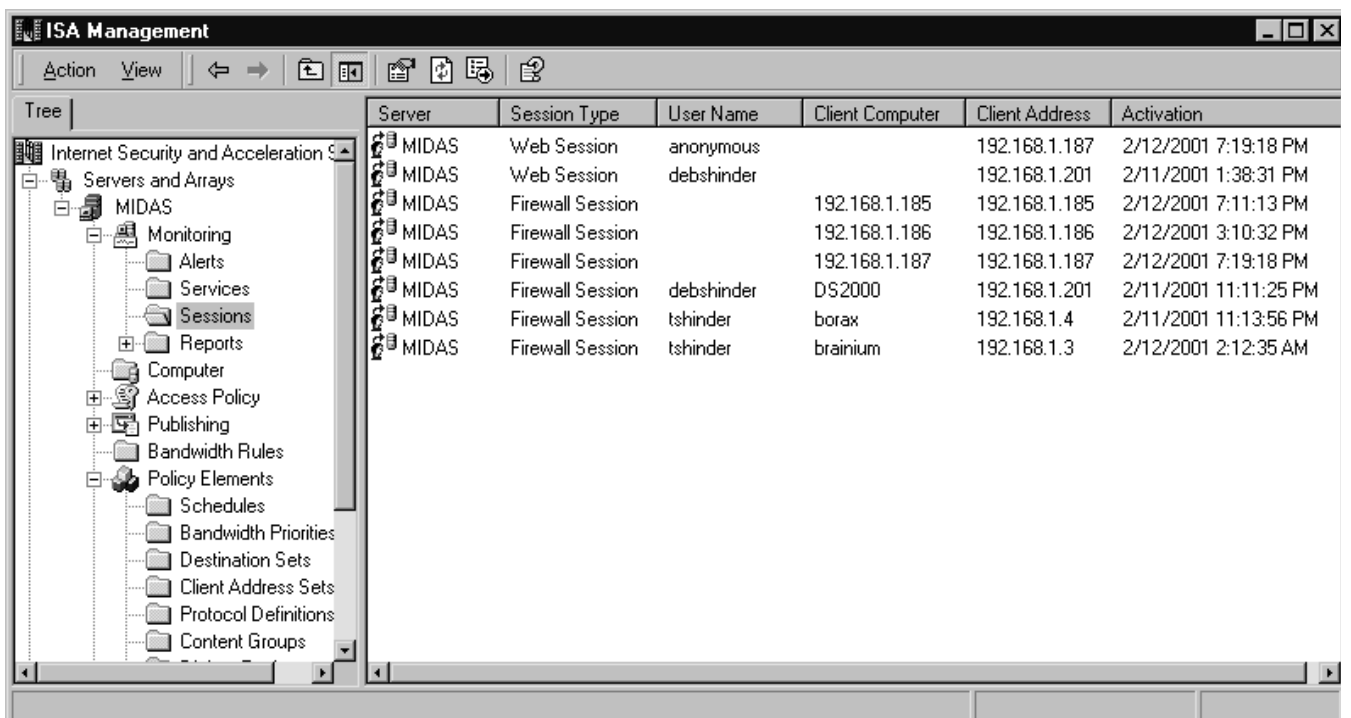 ISA Management
Action View
Tree
Server Session Type User Name Client Computer Client Address Activation
Internet Security and Acceleration
Servers and Arrays
MIDAS
Monitoring
Alerts
Services
Sessions
Reports
Computer
Access Policy
Publishing
Bandwidth Rules
Policy Elements
Schedules
Bandwidth Priorities
Destination Sets
Client Address Sets
Protocol Definitions
Content Groups
MIDAS Web Session anonymous 192.168.1.187 2/12/2001 7:19:18 PM
MIDAS Web Session debshinder 192.168.1.201 2/11/2001 1:38:31 PM
MIDAS Firewall Session 192.168.1.185 192.168.1.185 2/12/2001 7:11:13 PM
MIDAS Firewall Session 192.168.1.186 192.168.1.186 2/12/2001 3:10:32 PM
MIDAS Firewall Session 192.168.1.187 192.168.1.187 2/12/2001 7:19:18 PM
MIDAS Firewall Session debshinder DS2000 192.168.1.201 2/11/2001 11:11:25 PM
MIDAS Firewall Session tshinder borax 192.168.1.4 2/11/2001 11:13:56 PM
MIDAS Firewall Session tshinder brainium 192.168.1.3 2/12/2001 2:12:35 AM